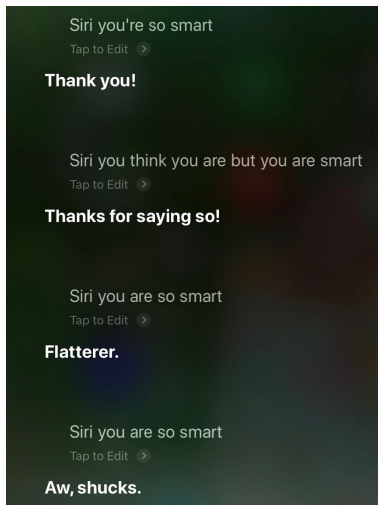 Siri you're so smart
Tap to Edit
Thank you!
Siri you think you are but you are smart
Tap to Edit
Thanks for saying so!
Siri you are so smart
Tap to Edit
Flatterer.
Siri you are so smart
Tap to Edit
Aw, shucks.